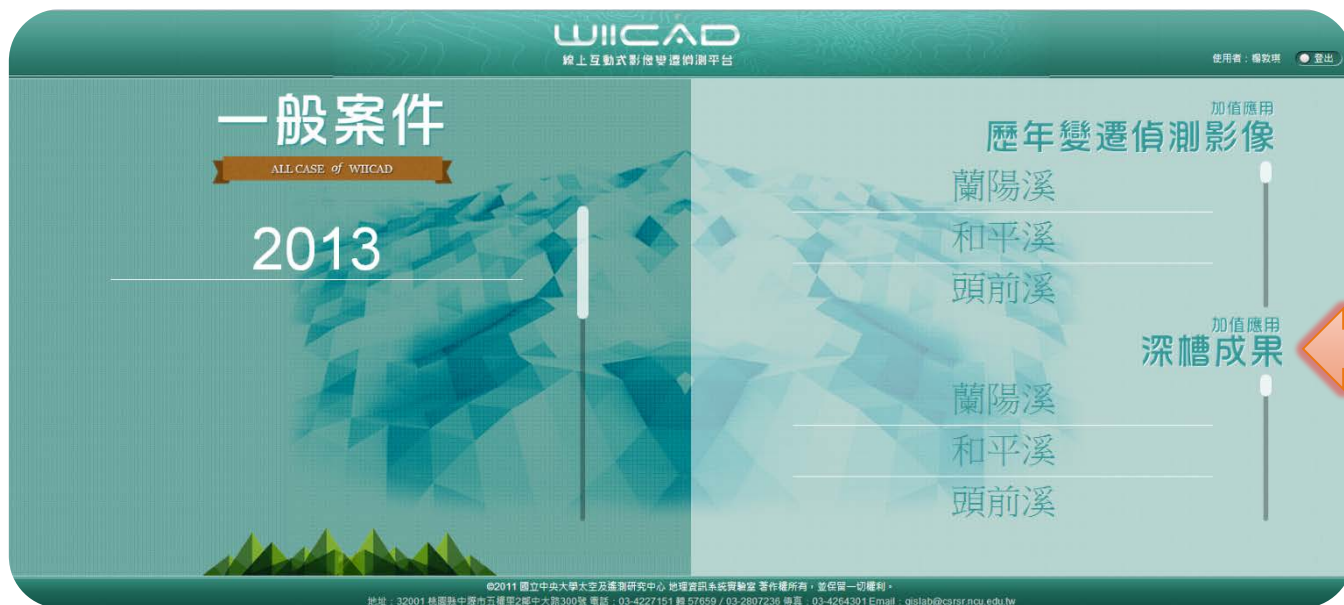 WIICAD
線上互動式影像變遷偵測平台
使用者：楊敦琪 登出
一般案件
ALL CASE of WIICAD
2013
加值應用
歷年變遷偵測影像
蘭陽溪
和平溪
頭前溪
加值應用
深槽成果
蘭陽溪
和平溪
頭前溪
©2011 國立中央大學太空及遙測研究中心 地理資訊系統實驗室 著作權所有，並保留一切權利。
地址：32001 桃園縣中壢市五權里2鄰中大路300號 電話：03-4227151 轉 57659 / 03-2807236 傳真：03-4264301 Email：gislab@csrsr.ncu.edu.tw